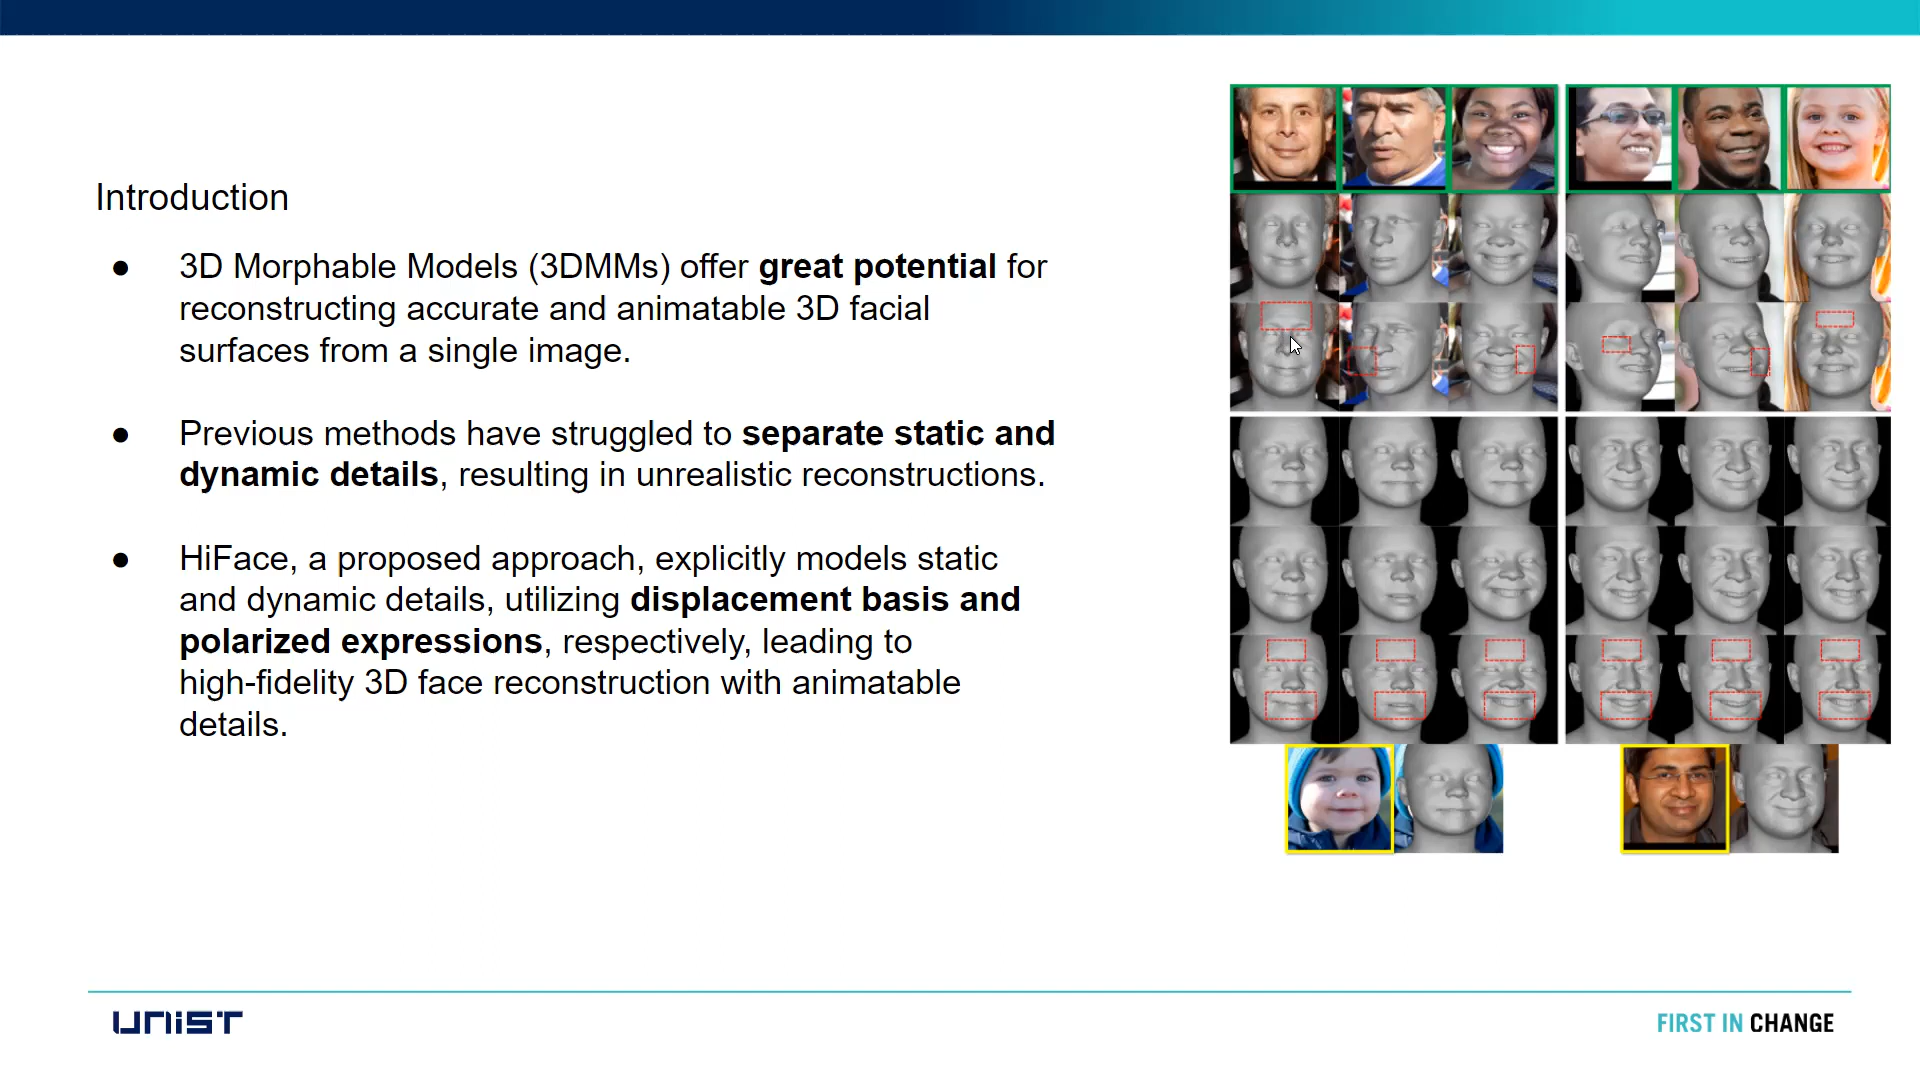 Introduction
● 3D Morphable Models (3DMMs) offer great potential for
reconstructing accurate and animatable 3D facial
surfaces from a single image.
● Previous methods have struggled to separate static and
dynamic details, resulting in unrealistic reconstructions.
● HiFace, a proposed approach, explicitly models static
and dynamic details, utilizing displacement basis and
polarized expressions, respectively, leading to
high-fidelity 3D face reconstruction with animatable
details.
UNIST
FIRST IN CHANGE